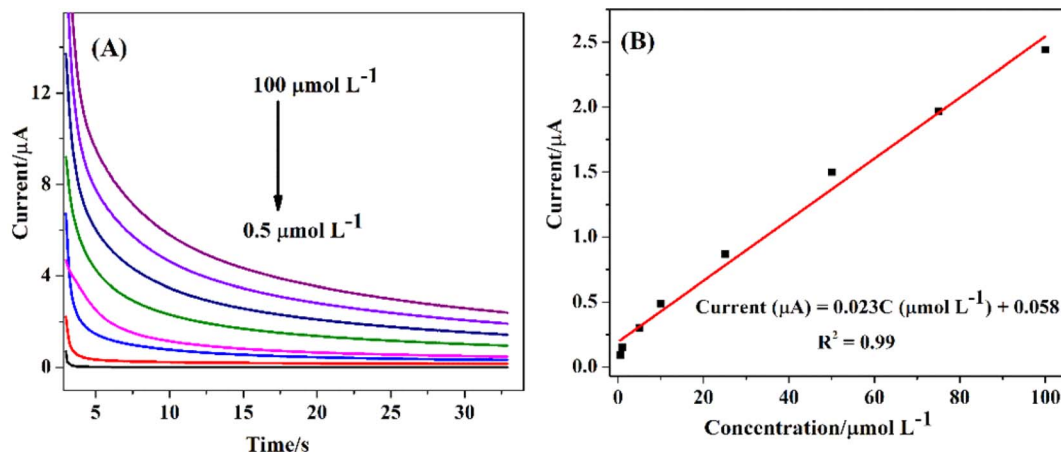 (A)
100 μmol L-1
0.5 μmol L-1
Current/μA
12
8
4
0
5
10
15
20
25
30
Time/s
(B)
Current/μA
2.5
2.0
1.5
1.0
0.5
0.0
Current (μA) = 0.023C (μmol L-1) + 0.058
R2 = 0.99
0
20
40
60
80
100
Concentration/μmol L-1